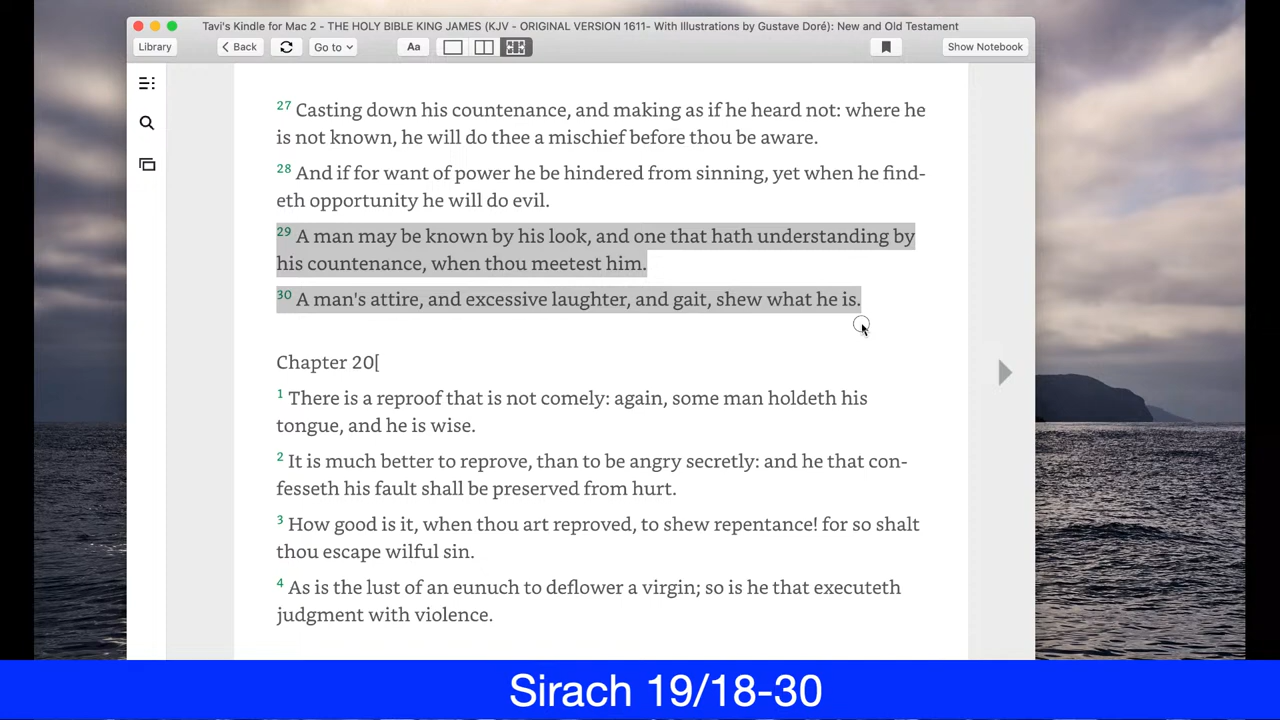 Tavi's Kindle for Mac 2 - THE HOLY BIBLE KING JAMES (KJV - ORIGINAL VERSION 1611- With Illustrations by Gustave Doré): New and Old Testament
Library
Back
Go to
Aa
Show Notebook
27 Casting down his countenance, and making as if he heard not: where he
is not known, he will do thee a mischief before thou be aware.
28 And if for want of power he be hindered from sinning, yet when he find-
eth opportunity he will do evil.
29 A man may be known by his look, and one that hath understanding by
his countenance, when thou meetest him.
30 A man's attire, and excessive laughter, and gait, shew what he is.
Chapter 20[
1 There is a reproof that is not comely: again, some man holdeth his
tongue, and he is wise.
2 It is much better to reprove, than to be angry secretly: and he that con-
fesseth his fault shall be preserved from hurt.
3 How good is it, when thou art reproved, to shew repentance! for so shalt
thou escape wilful sin.
4 As is the lust of an eunuch to deflower a virgin; so is he that executeth
judgment with violence.
Sirach 19/18-30